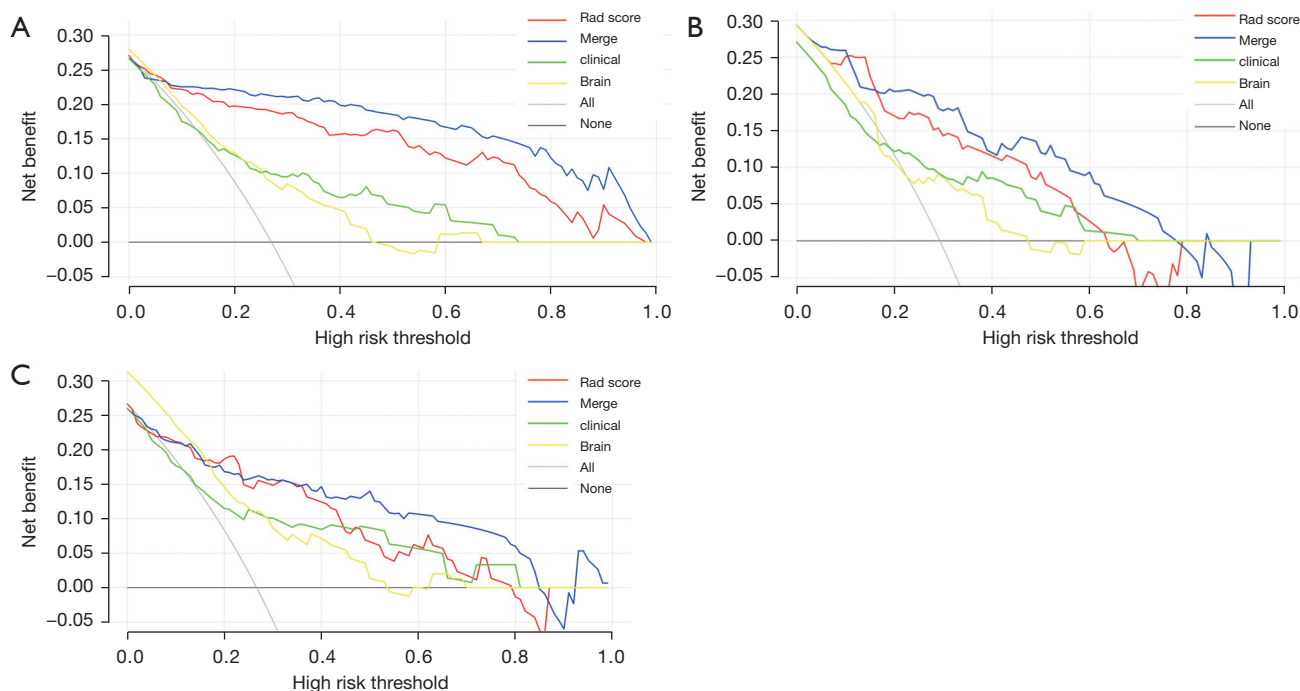 A
Rad score
Merge
clinical
Brain
All
None
Net benefit
0.30
0.25
0.20
0.15
0.10
0.05
0.00
−0.05
0.0 0.2 0.4 0.6 0.8 1.0
High risk threshold
B
Rad score
Merge
clinical
Brain
All
None
Net benefit
0.30
0.25
0.20
0.15
0.10
0.05
0.00
−0.05
0.0 0.2 0.4 0.6 0.8 1.0
High risk threshold
C
Rad score
Merge
clinical
Brain
All
None
Net benefit
0.30
0.25
0.20
0.15
0.10
0.05
0.00
−0.05
0.0 0.2 0.4 0.6 0.8 1.0
High risk threshold